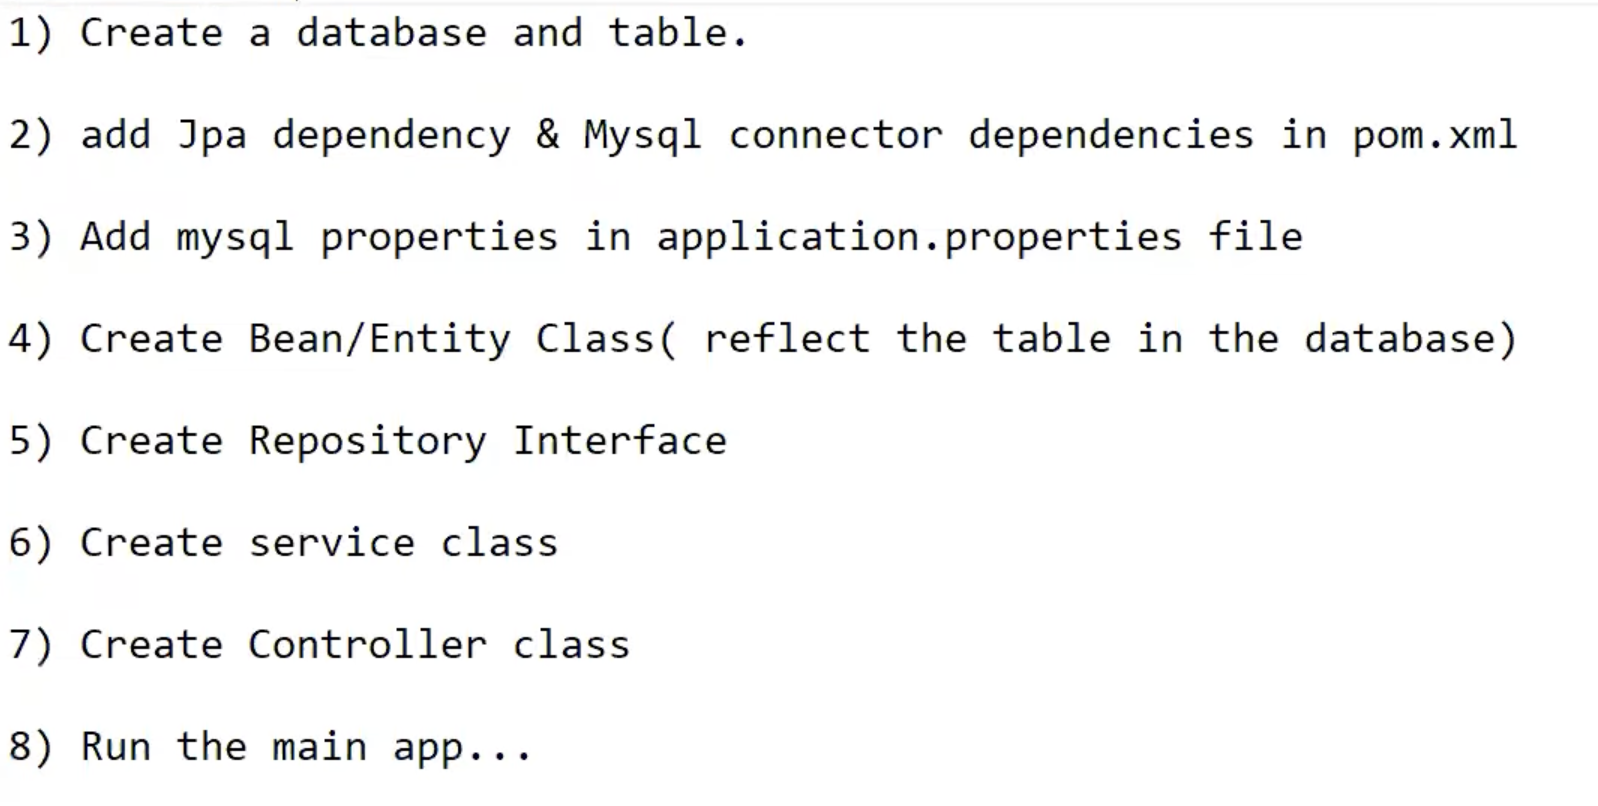 1) Create a database and table.
2) add Jpa dependency & Mysql connector dependencies in pom.xml
3) Add mysql properties in application.properties file
4) Create Bean/Entity Class( reflect the table in the database)
5) Create Repository Interface
6) Create service class
7) Create Controller class
8) Run the main app...